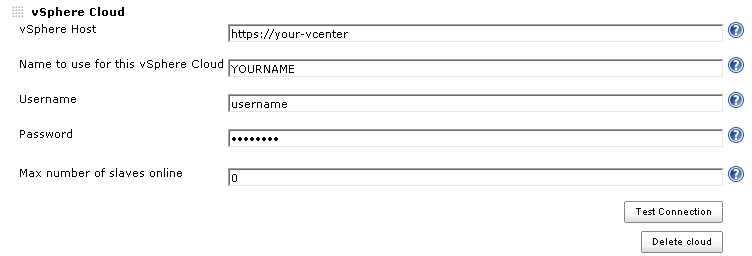 vSphere Cloud
vSphere Host https://your-vcenter
Name to use for this vSphere Cloud YOURNAME
Username username
Password ••••••••
Max number of slaves online 0
Test Connection
Delete cloud